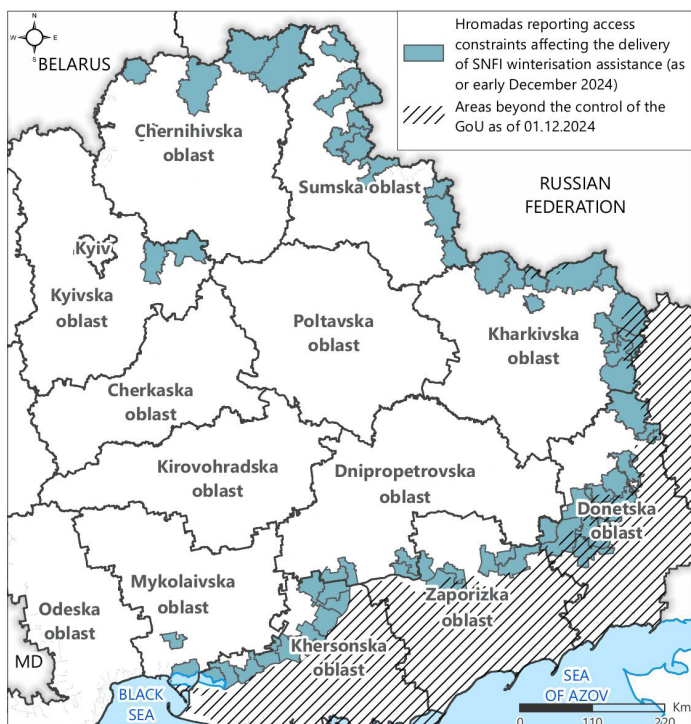 N
W E
S
BELARUS
Hromadas reporting access
constraints affecting the delivery
of SNFI winterisation assistance (as
or early December 2024)
Areas beyond the control of the
GoU as of 01.12.2024
Chernihivska
oblast
Sumska oblast
RUSSIAN
FEDERATION
Kyiv
Kyivska
oblast
Poltavska
oblast
Kharkivska
oblast
Cherkaska
oblast
Kirovohradska
oblast
Dnipropetrovska
oblast
Donetska
oblast
Mykolaivska
oblast
Odeska
oblast
Zaporizka
oblast
Khersonska
oblast
MD
BLACK
SEA
SEA
OF AZOV
Km
0 110 220